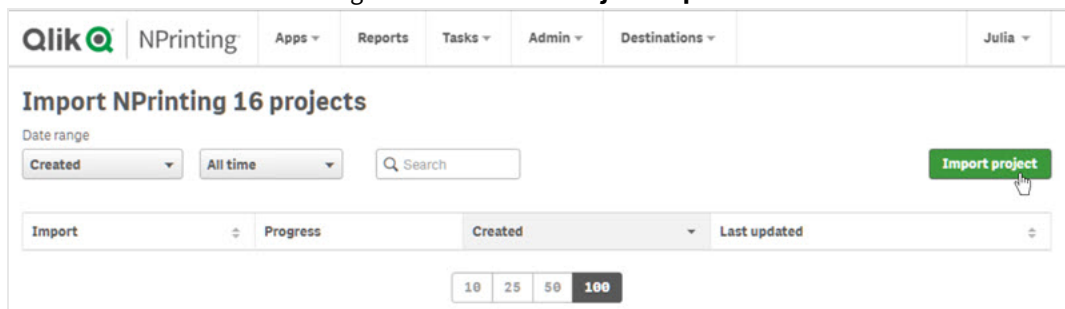 Qlik NPrinting Apps Reports Tasks Admin Destinations Julia
Import NPrinting 16 projects
Date range
Created All time Search Import project
Import Progress Created Last updated
10 25 50 100